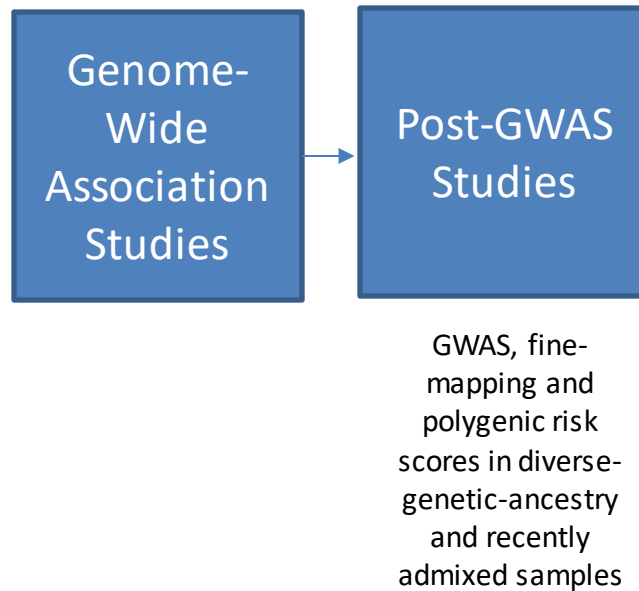 Genome-
Wide
Association
Studies
Post-GWAS
Studies
GWAS, fine-
mapping and
polygenic risk
scores in diverse-
genetic-ancestry
and recently
admixed samples